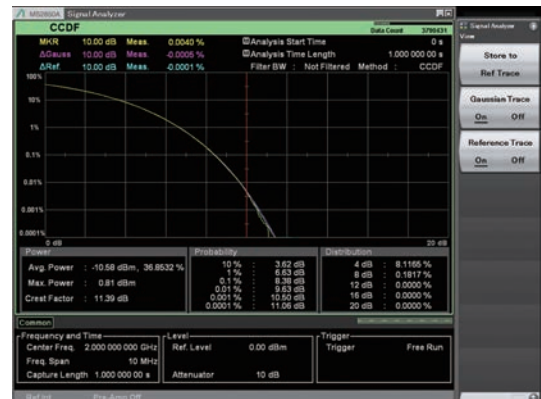 MS2850A Signal Analyzer
CCDF
Data Count 3796431
MKR 10.00 dB Meas. 0.0040 % Analysis Start Time 0 s
ΔGauss 10.00 dB Meas. -0.0005 % Analysis Time Length 1.000 000 00 s
ΔRef. 10.00 dB Meas. -0.0001 % Filter BW : Not Filtered Method : CCDF
100%
10%
1%
0.1%
0.01%
0.001%
0.0001%
0 dB 20 dB
Power
Avg. Power : -10.58 dBm, 36.8532 %
Max. Power : 0.81 dBm
Crest Factor : 11.39 dB
Probability
10 % : 3.62 dB
1 % : 6.63 dB
0.1 % : 8.38 dB
0.01 % : 9.63 dB
0.001 % : 10.50 dB
0.0001 % : 11.06 dB
Distribution
4 dB : 8.1165 %
8 dB : 0.1817 %
12 dB : 0.0000 %
16 dB : 0.0000 %
20 dB : 0.0000 %
Common
Frequency and Time
Center Freq. 2.000 000 000 GHz
Freq. Span 10 MHz
Capture Length 1.000 000 00 s
Level
Ref. Level 0.00 dBm
Attenuator 10 dB
Trigger
Trigger Free Run
Ref.Int Pre-Amp Off
Signal Analyzer
View
Store to
Ref Trace
Gaussian Trace
On Off
Reference Trace
On Off